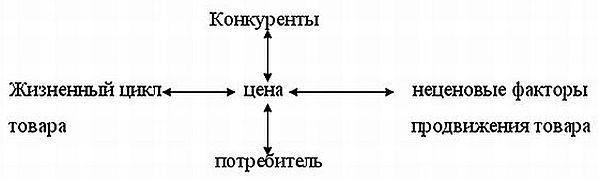 Конкуренты
Жизненный цикл цена неценовые факторы
товара продвижения товара
потребитель